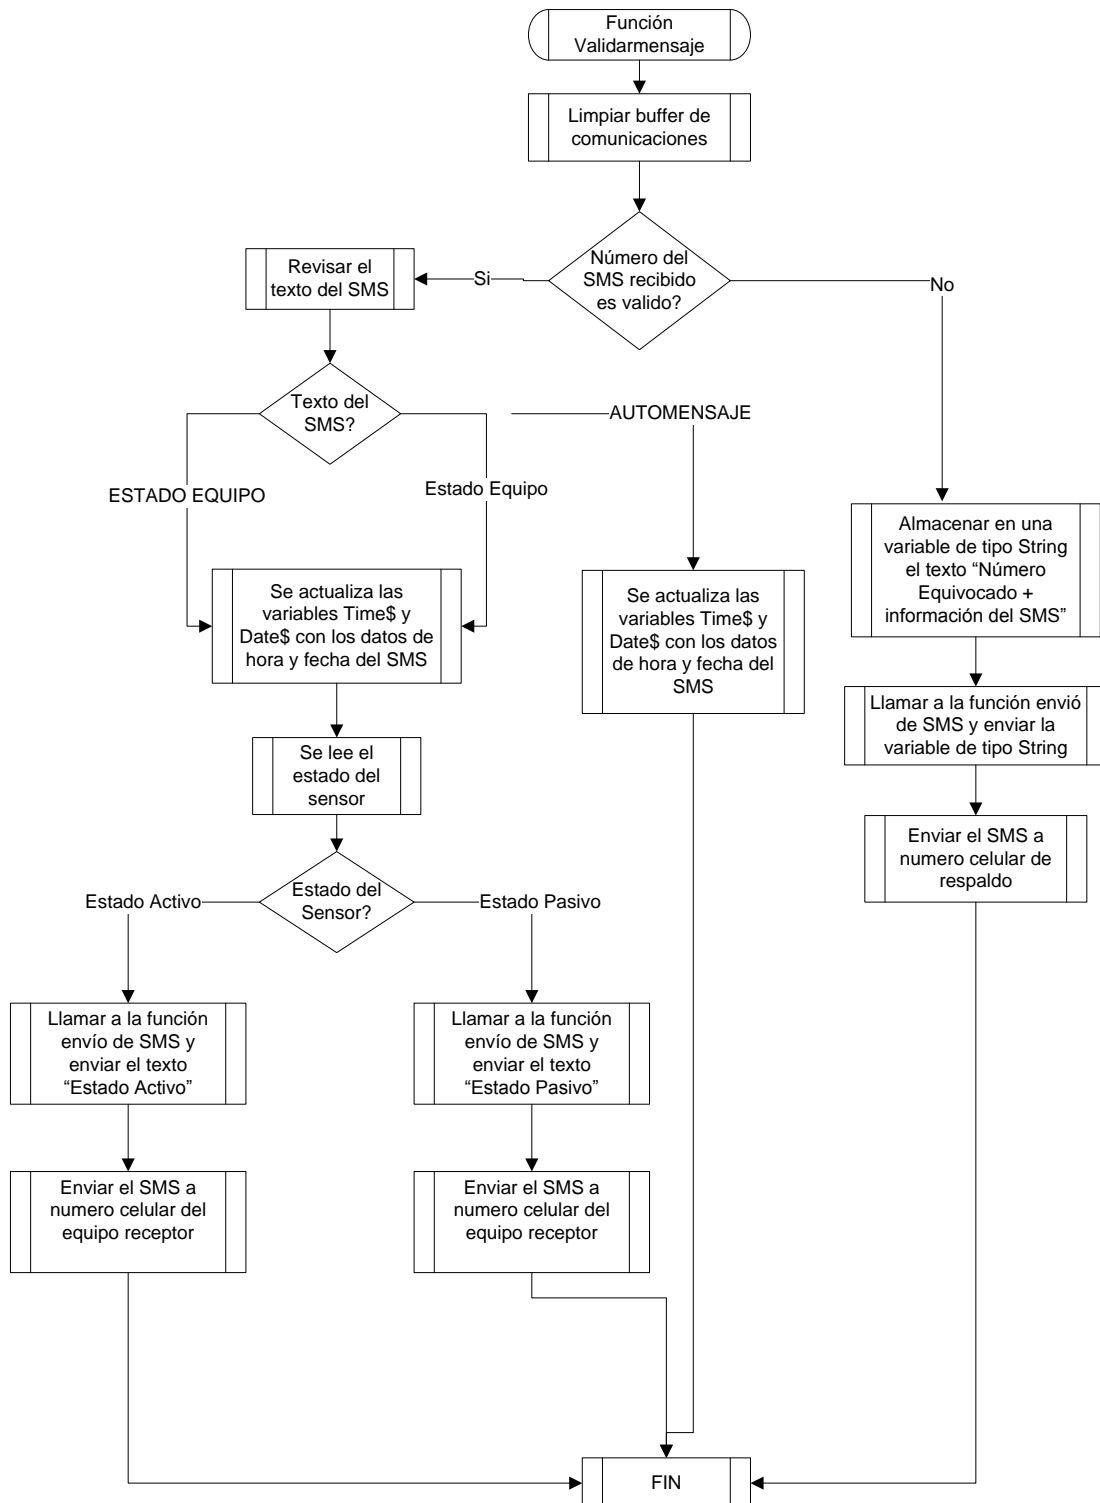 Función
Validarmensaje
Limpiar buffer de
comunicaciones
Número del
SMS recibido
es valido?
Si
No
Revisar el
texto del SMS
Texto del
SMS?
AUTOMENSAJE
ESTADO EQUIPO
Estado Equipo
Almacenar en una
variable de tipo String
el texto “Número
Equivocado +
información del SMS”
Se actualiza las
variables Time$ y
Date$ con los datos de
hora y fecha del SMS
Se actualiza las
variables Time$ y
Date$ con los datos
de hora y fecha del
SMS
Llamar a la función envió
de SMS y enviar la
variable de tipo String
Se lee el
estado del
sensor
Enviar el SMS a
numero celular de
respaldo
Estado del
Sensor?
Estado Activo
Estado Pasivo
Llamar a la función
envío de SMS y
enviar el texto
“Estado Activo”
Llamar a la función
envío de SMS y
enviar el texto
“Estado Pasivo”
Enviar el SMS a
numero celular del
equipo receptor
Enviar el SMS a
numero celular del
equipo receptor
FIN